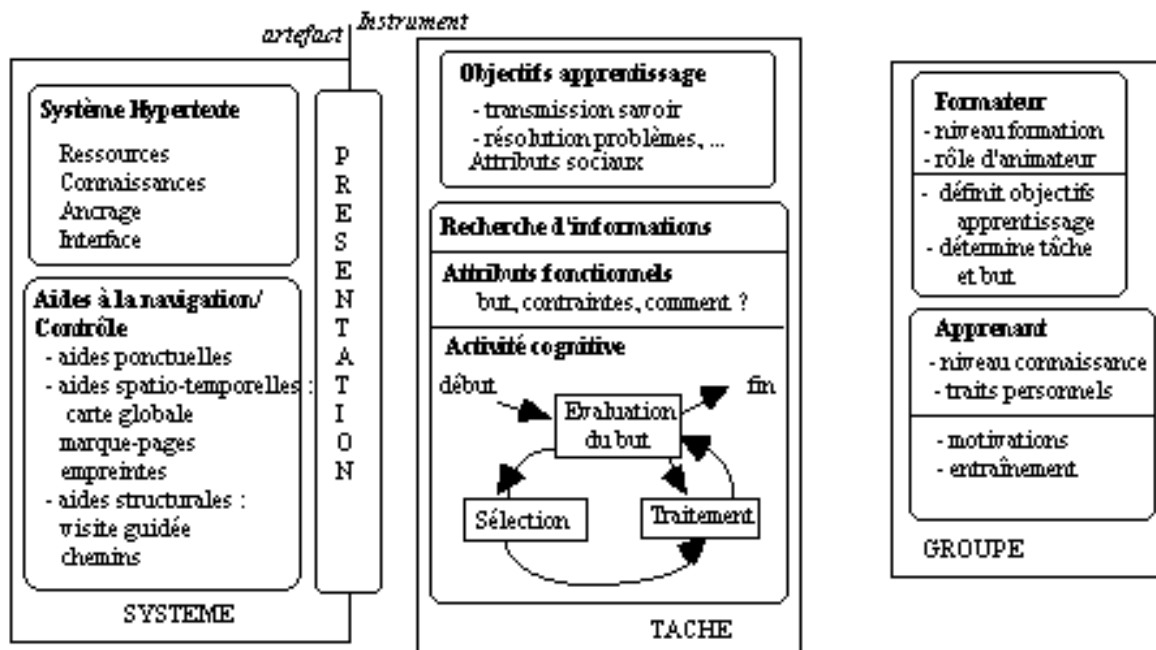 artefact
Instrument
Système Hypertexte
Ressources
Connaissances
Ancrage
Interface
Aides à la navigation/
Contrôle
- aides ponctuelles
- aides spatio-temporelles :
carte globale
marque-pages
empreintes
- aides structurales :
visite guidée
chemins
SYSTEME
PRESENTATION
Objectifs apprentissage
- transmission savoir
- résolution problèmes, ...
Attributs sociaux
Recherche d'informations
Attributs fonctionnels
but, contraintes, comment ?
Activité cognitive
début
fin
Evaluation
du but
Sélection
Traitement
TACHE
Formateur
- niveau formation
- rôle d'animateur
- définit objectifs
apprentissage
- détermine tâche
et but
Apprenant
- niveau connaissance
- traits personnels
- motivations
- entraînement
GROUPE